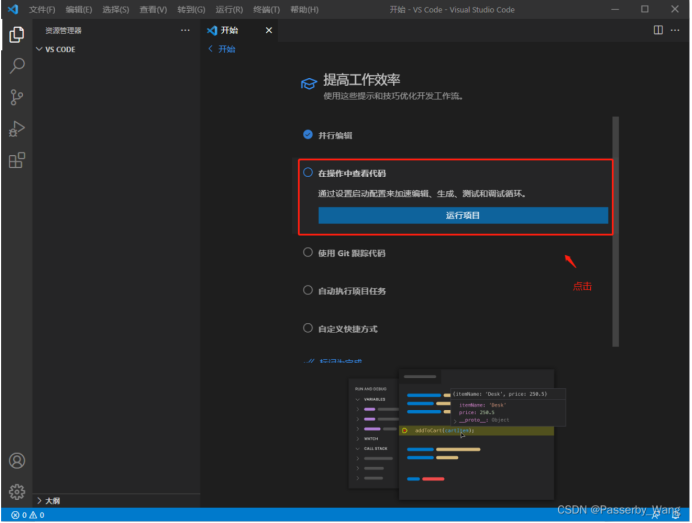 文件(F) 编辑(E) 选择(S) 查看(V) 转到(G) 运行(R) 终端(T) 帮助(H) 开始 - VS Code - Visual Studio Code
资源管理器 ···
VS CODE
开始
开始
提高工作效率
使用这些提示和技巧优化开发工作流。
并行编辑
在操作中查看代码
通过设置启动配置来加速编辑、生成、测试和调试循环。
运行项目
使用 Git 跟踪代码
点击
自动执行项目任务
自定义快捷方式
标记为完成
RUN AND DEBUG
VARIABLES
WATCH
CALL STACK
{itemName: 'Desk', price: 250.5}
itemName: 'Desk'
price: 250.5
__proto__: Object
addToCart(cartItem);
大纲
0 0
CSDN @Passerby_Wang